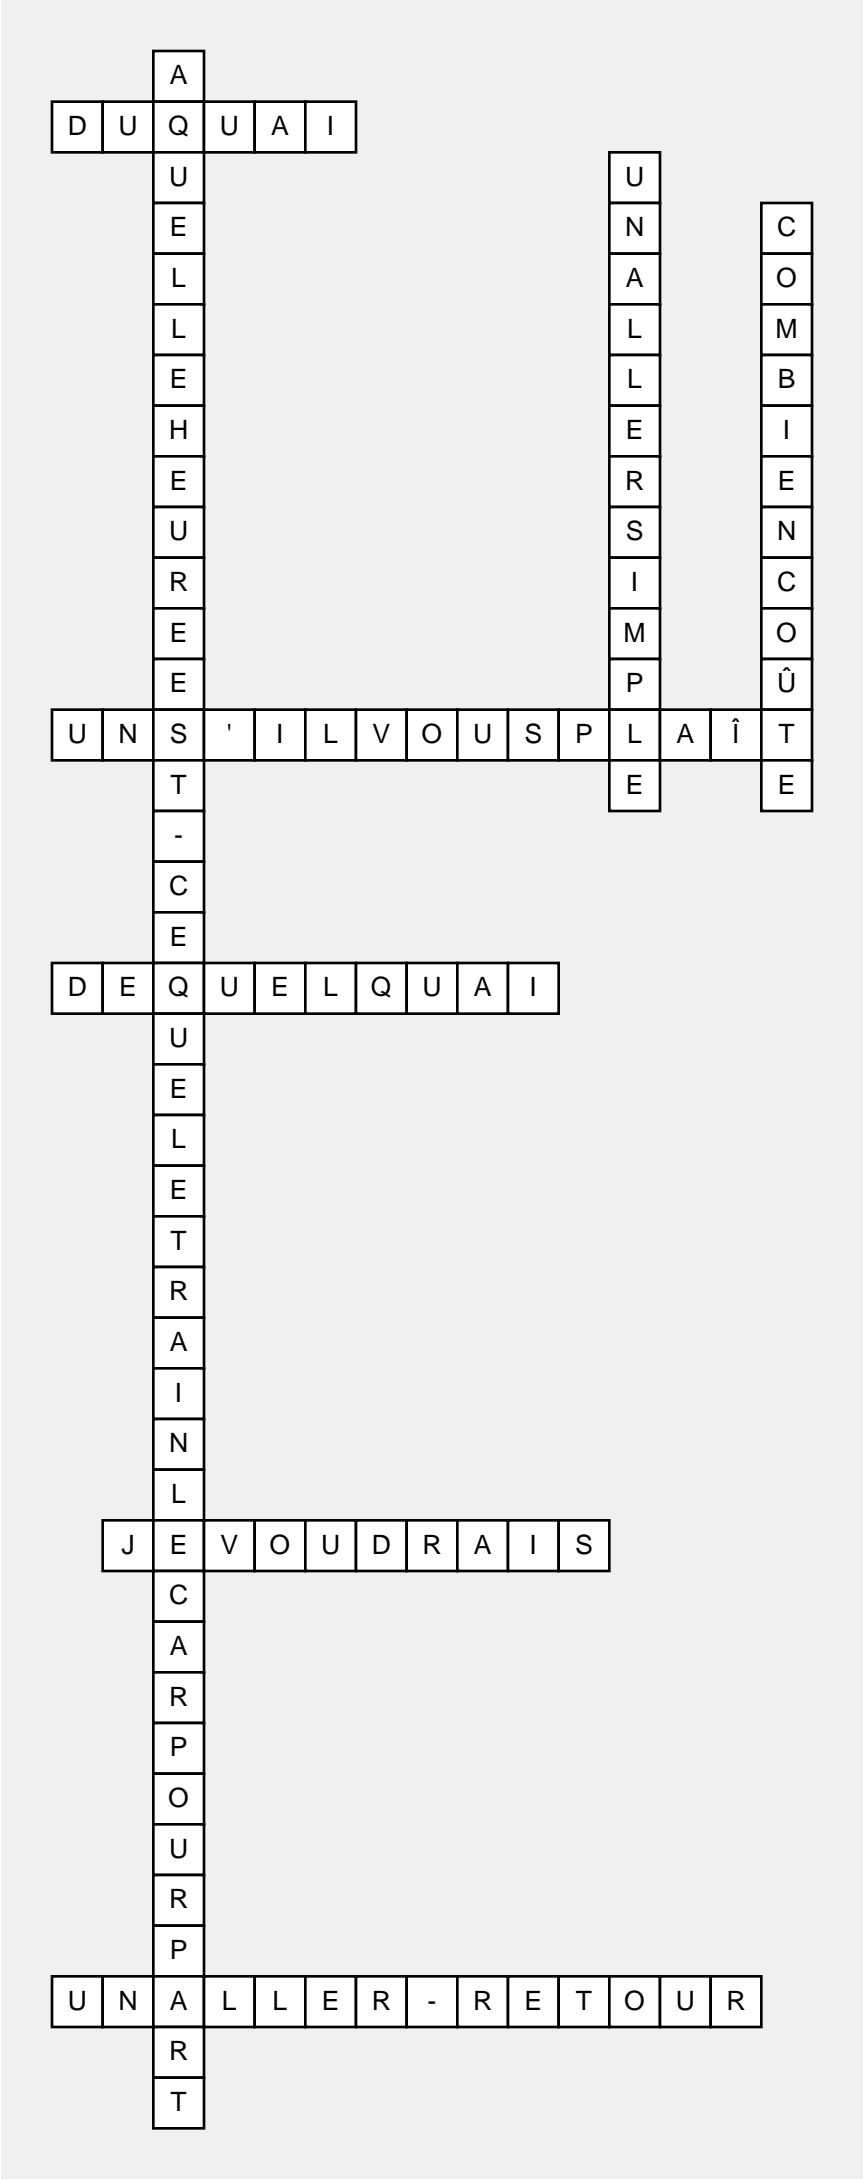 AQUELLEHEUREEST-CEQUELETRAINLECARPOURPART
DUQUAI
UNALLERSIMPLE
COMBIENCOÛTE
UNS'ILVOUSPLAÎT
DEQUELQUAI
JEVOUDRAIS
UNALLER-RETOUR